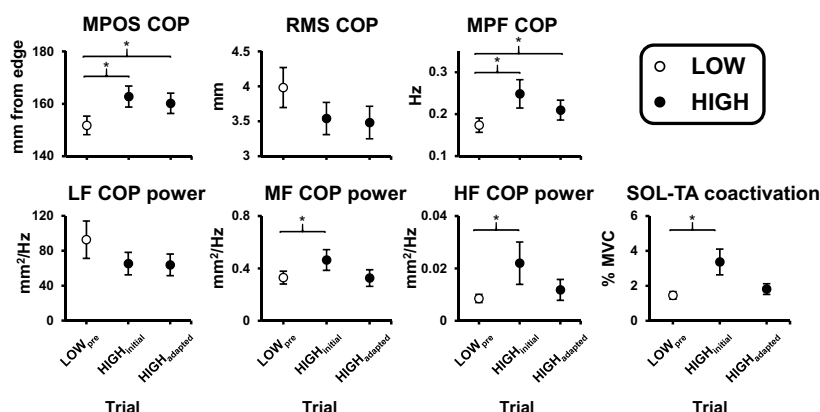 MPOS COP
RMS COP
MPF COP
* * * *
180
160
140
mm from edge
4.5
4
3.5
3
mm
0.3
0.2
0.1
Hz
LOW
HIGH
LF COP power
MF COP power
HF COP power
SOL-TA coactivation
* * *
120
80
40
0
mm²/Hz
0.8
0.4
0
mm²/Hz
0.04
0.02
0
mm²/Hz
6
4
2
0
% MVC
LOWpre HIGHinitial HIGHadapted
LOWpre HIGHinitial HIGHadapted
LOWpre HIGHinitial HIGHadapted
LOWpre HIGHinitial HIGHadapted
Trial Trial Trial Trial